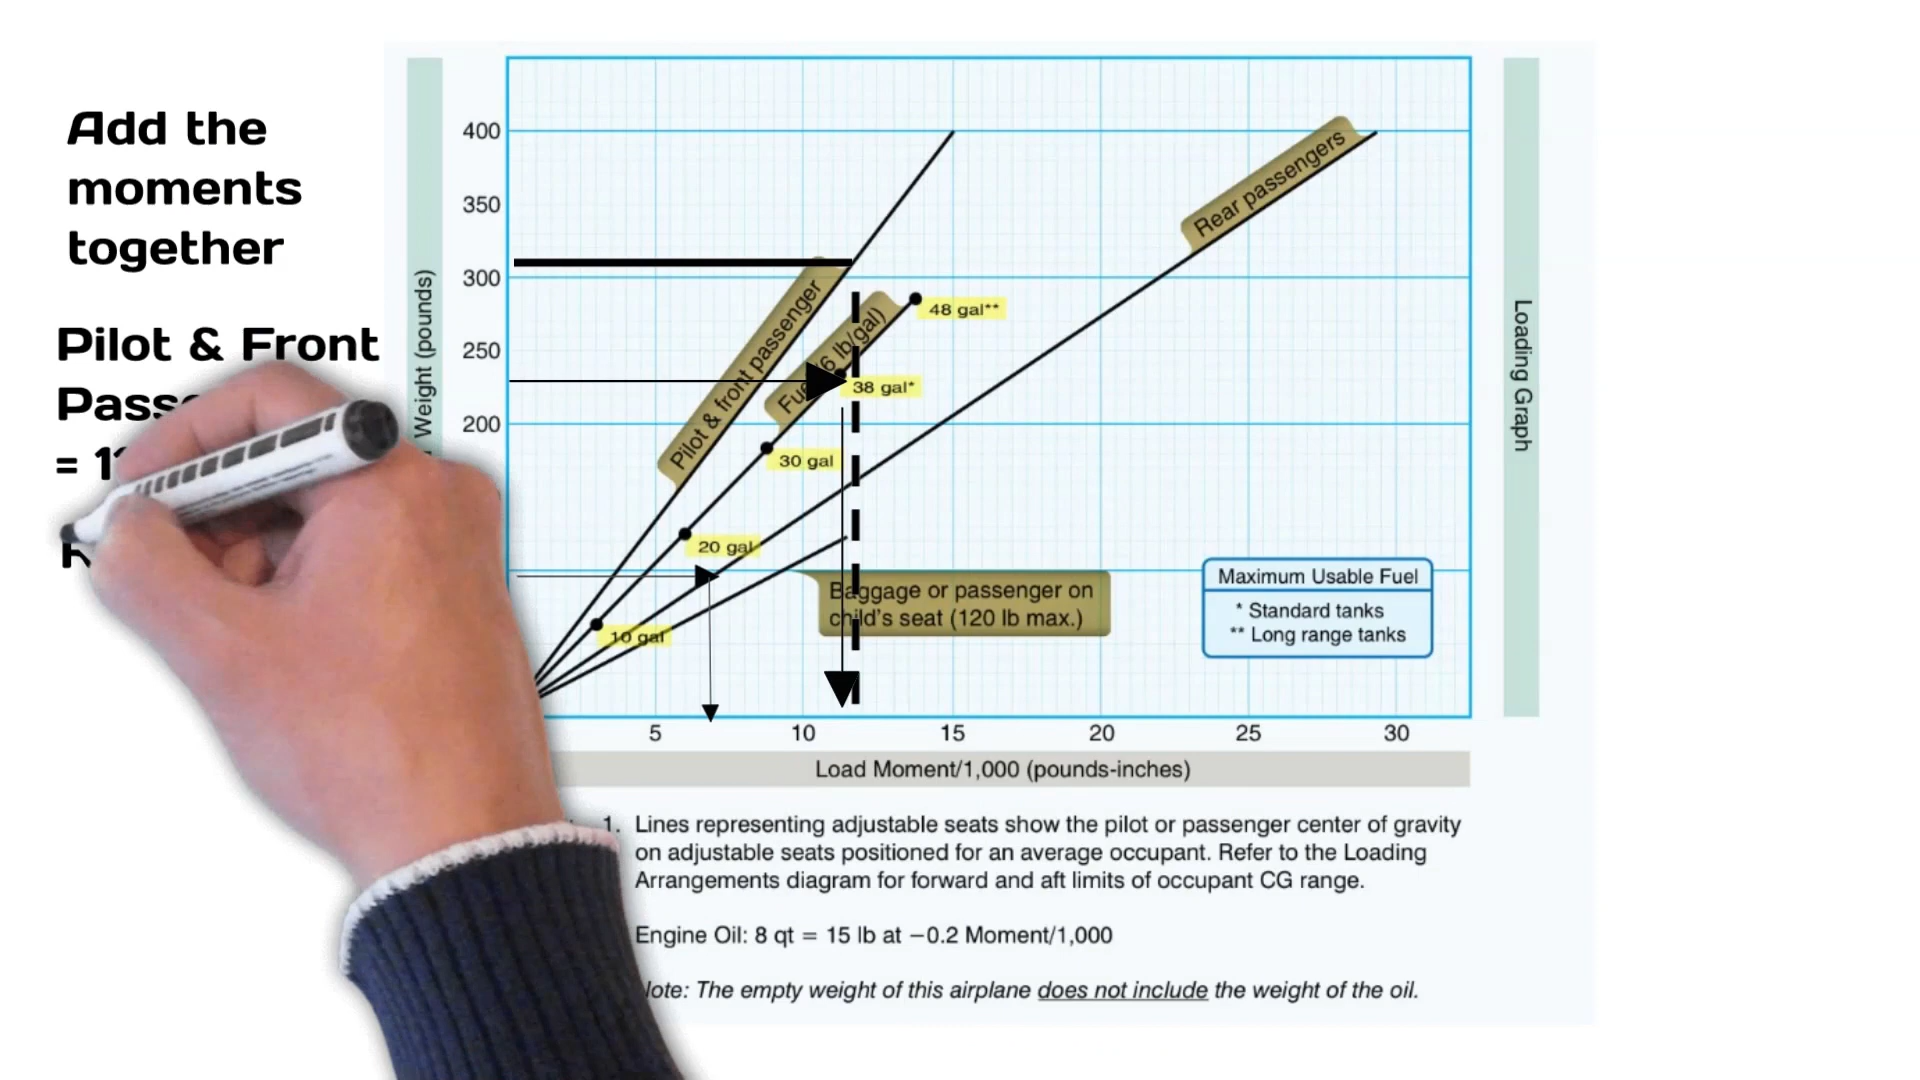 Add the
moments
together
Pilot & Front
= 1
Weight (pounds)
400
350
300
250
200
Pilot & front passenger
48 gal**
38 gal*
30 gal
20 gal
10 gal
Rear passengers
Baggage or passenger on
child's seat (120 lb max.)
Maximum Usable Fuel
* Standard tanks
** Long range tanks
5 10 15 20 25 30
Load Moment/1,000 (pounds-inches)
Loading Graph
1. Lines representing adjustable seats show the pilot or passenger center of gravity
on adjustable seats positioned for an average occupant. Refer to the Loading
Arrangements diagram for forward and aft limits of occupant CG range.
Engine Oil: 8 qt = 15 lb at −0.2 Moment/1,000
Note: The empty weight of this airplane does not include the weight of the oil.